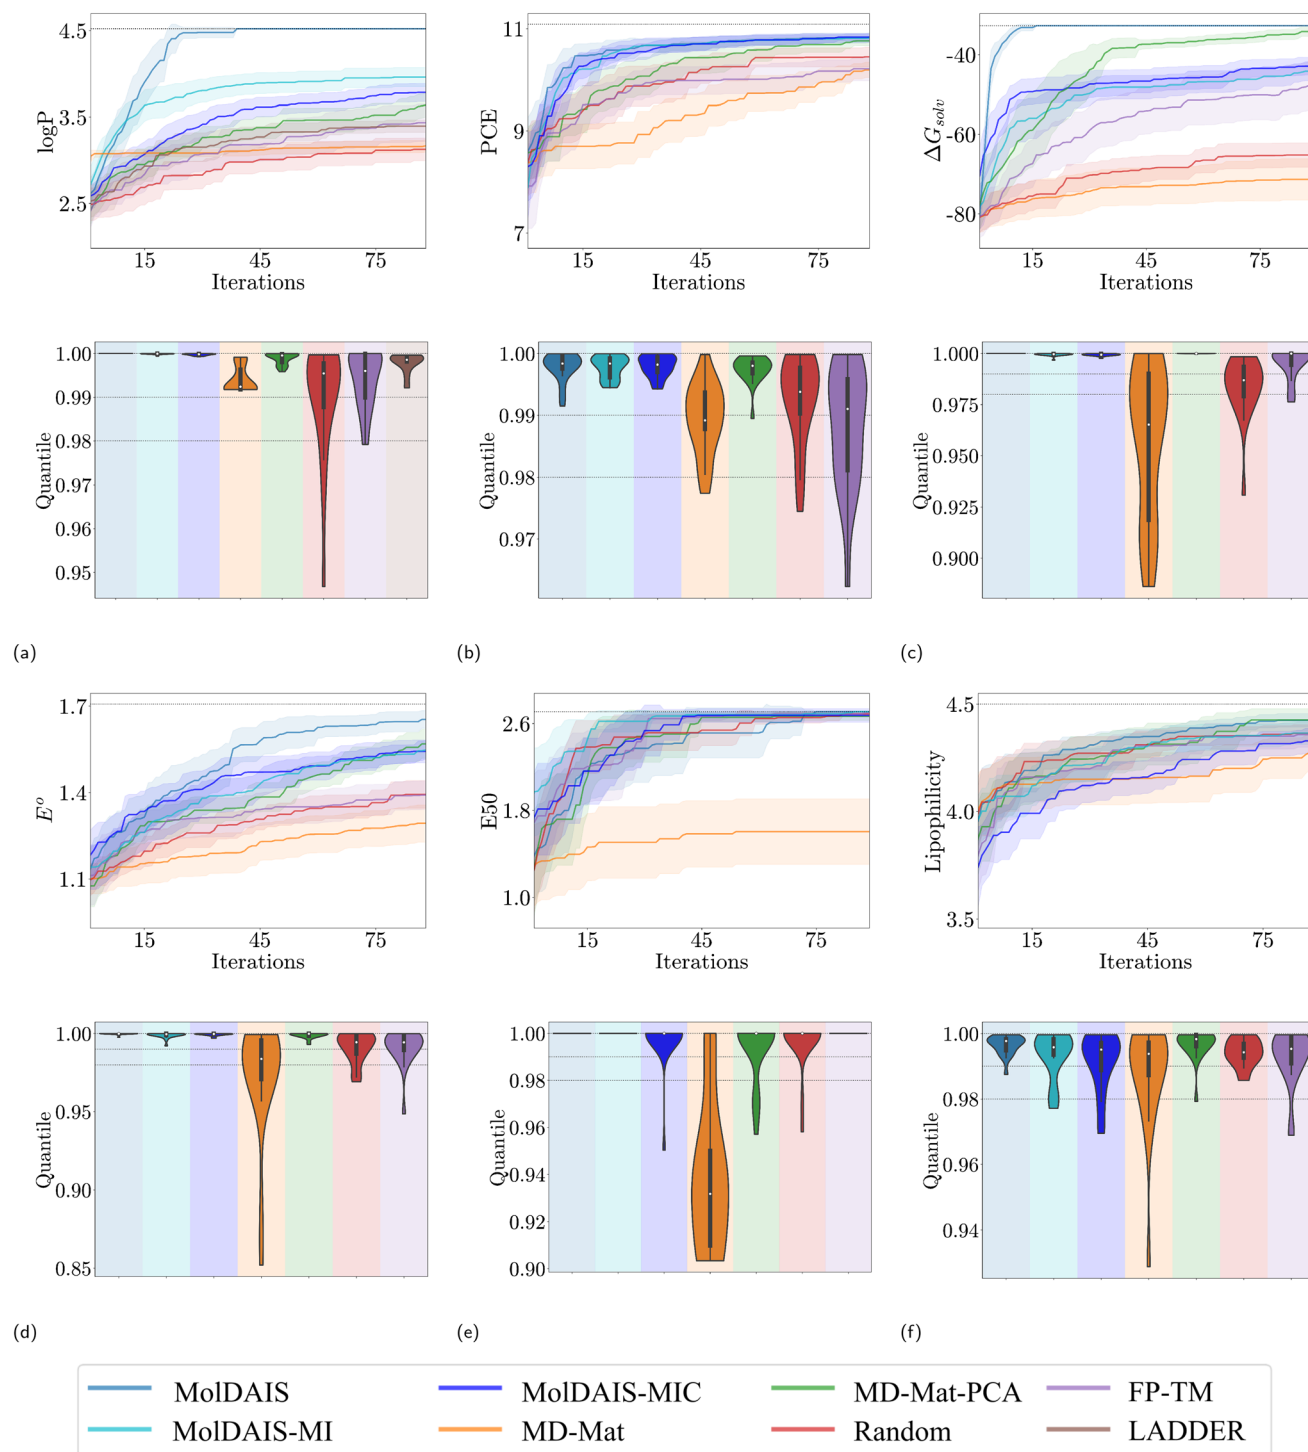 4.5
3.5
2.5
logP
15 45 75
Iterations
11
9
7
PCE
15 45 75
Iterations
-40
-60
-80
ΔG_solv
15 45 75
Iterations
1.00
0.99
0.98
0.97
0.96
0.95
Quantile
1.00
0.99
0.98
0.97
Quantile
1.000
0.975
0.950
0.925
0.900
Quantile
(a) (b) (c)
1.7
1.4
1.1
E^o
15 45 75
Iterations
2.6
1.8
1.0
E50
15 45 75
Iterations
4.5
4.0
3.5
Lipophilicity
15 45 75
Iterations
1.00
0.95
0.90
0.85
Quantile
1.00
0.98
0.96
0.94
0.92
0.90
Quantile
1.00
0.98
0.96
0.94
Quantile
(d) (e) (f)
MolDAIS MolDAIS-MIC MD-Mat-PCA FP-TM
MolDAIS-MI MD-Mat Random LADDER